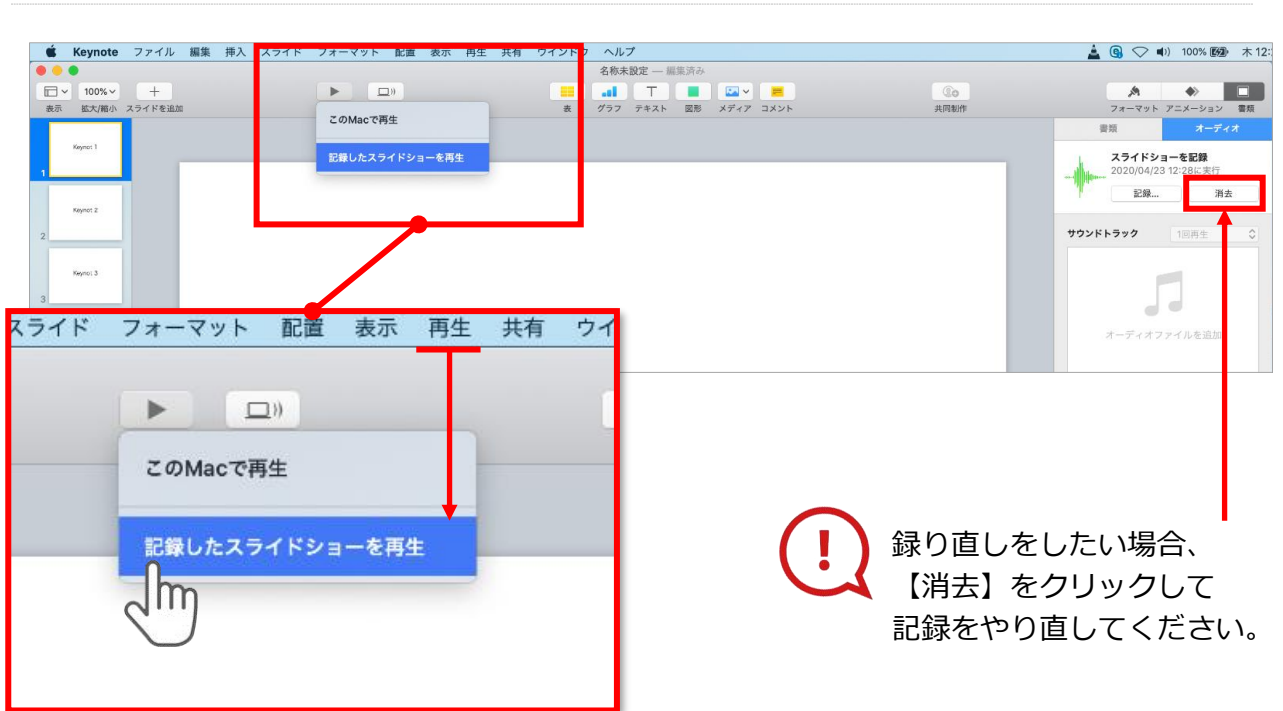 Keynote ファイル 編集 挿入 スライド フォーマット 配置 表示 再生 共有 ウインドウ ヘルプ 100% 木 12:
名称未設定 — 編集済み
100%
表示 拡大/縮小 スライドを追加 表 グラフ テキスト 図形 メディア コメント 共同制作 フォーマット アニメーション 書類
このMacで再生
記録したスライドショーを再生
書類 オーディオ
スライドショーを記録
2020/04/23 12:28に実行
記録... 消去
サウンドトラック 1回再生
オーディオファイルを追加
Keynot 1
1
Keynot 2
2
Keynot 3
3
スライド フォーマット 配置 表示 再生 共有 ウイ
このMacで再生
記録したスライドショーを再生
!
録り直しをしたい場合、
【消去】をクリックして
記録をやり直してください。